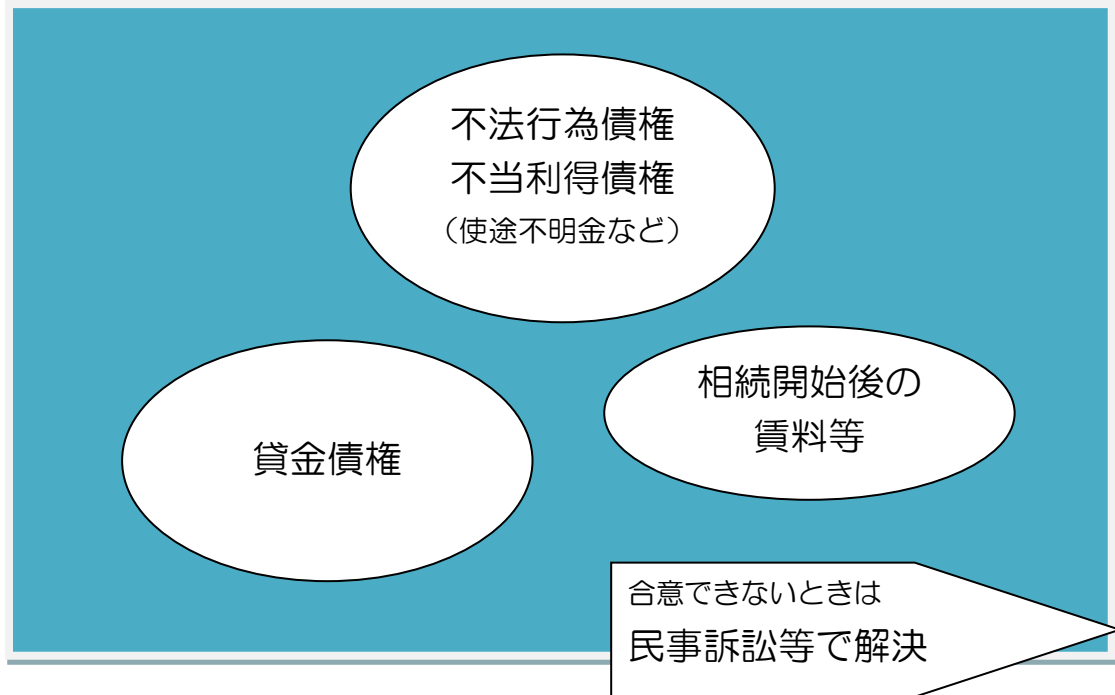 不法行為債権
不当利得債権
（使途不明金など）
貸金債権
相続開始後の
賃料等
合意できないときは
民事訴訟等で解決